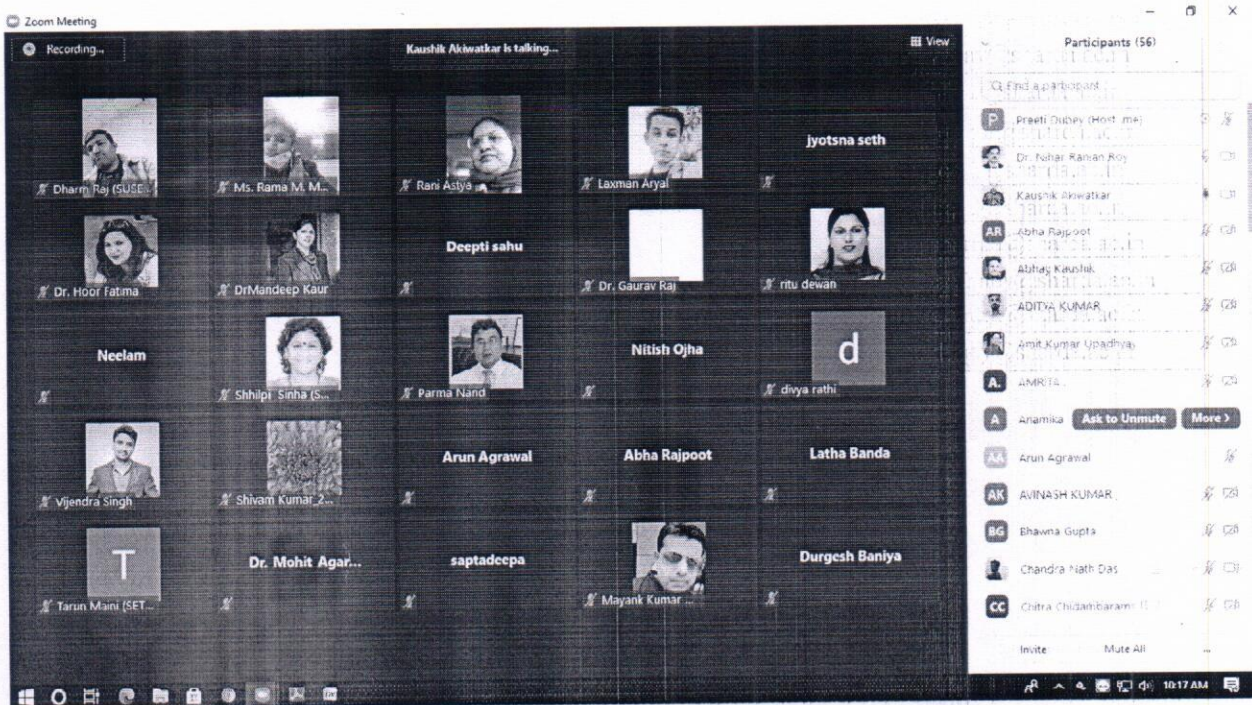 Zoom Meeting
Recording...
Kaushik Akiwatkar is talking...
View
Dharm Raj (SUSE...
Ms. Rama M. M...
Rani Astya
Laxman Aryal
jyotsna seth
Dr. Hoor Fatima
DrMandeep Kaur
Deepti sahu
Dr. Gaurav Raj
ritu dewan
Neelam
Shhilpi Sinha (S...
Parma Nand
Nitish Ojha
d
divya rathi
Vijendra Singh
Shivam Kumar_2...
Arun Agrawal
Abha Rajpoot
Latha Banda
T
Tarun Maini (SET...
Dr. Mohit Agar...
saptadeepa
Mayank Kumar ...
Durgesh Baniya
Participants (56)
Find a participant
P Preeti Dubey (Host, me)
Dr. Nihar Ranjan Roy
Kaushik Akiwatkar
AR Abha Rajpoot
Abhay Kaushik
ADITYA KUMAR
Amit Kumar Upadhyay
A. AMRITA .
A Anamika Ask to Unmute More >
AA Arun Agrawal
AK AVINASH KUMAR
BG Bhawna Gupta
Chandra Nath Das
CC Chitra Chidambaram
Invite Mute All ...
10:17 AM